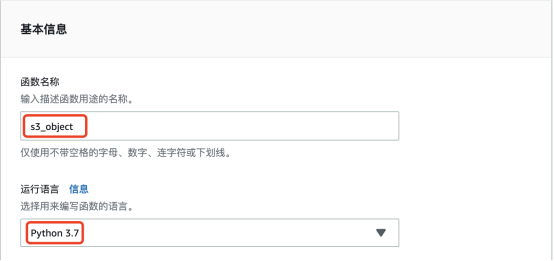 基本信息
函数名称
输入描述函数用途的名称。
s3_object
仅使用不带空格的字母、数字、连字符或下划线。
运行语言 信息
选择用来编写函数的语言。
Python 3.7